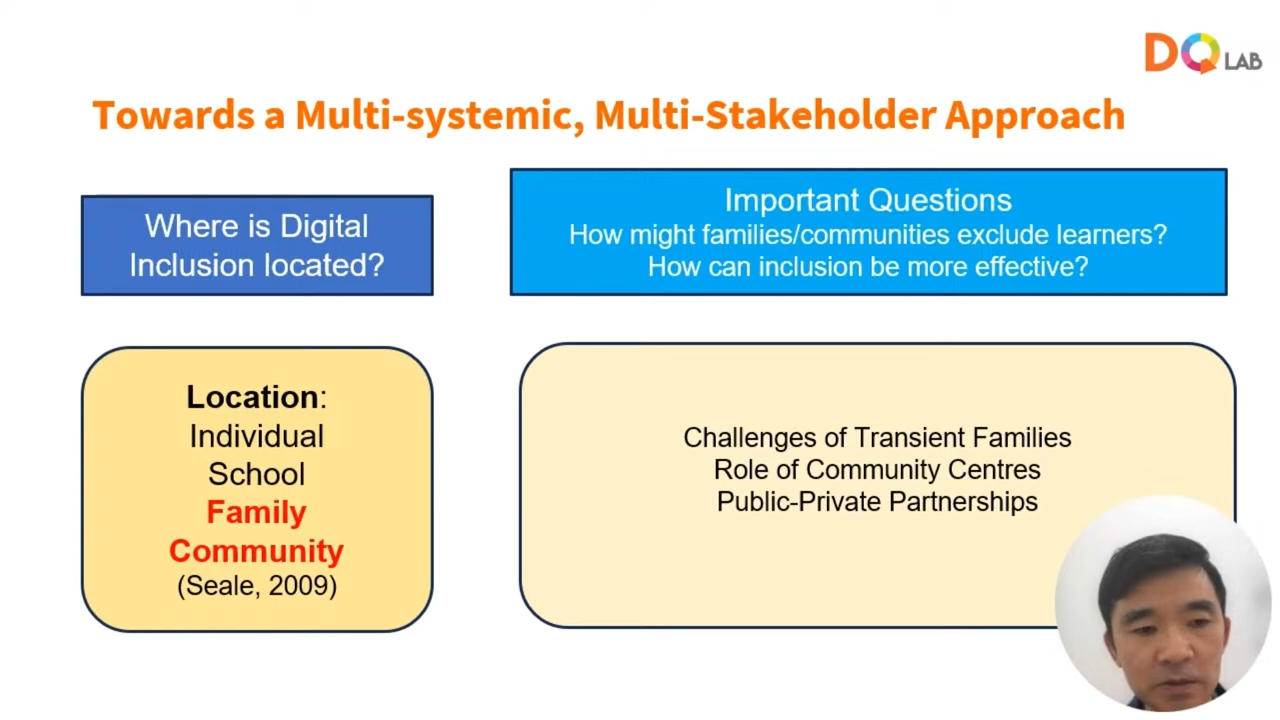 DQ LAB
Towards a Multi-systemic, Multi-Stakeholder Approach
Where is Digital
Inclusion located?
Important Questions
How might families/communities exclude learners?
How can inclusion be more effective?
Location:
Individual
School
Family
Community
(Seale, 2009)
Challenges of Transient Families
Role of Community Centres
Public-Private Partnerships